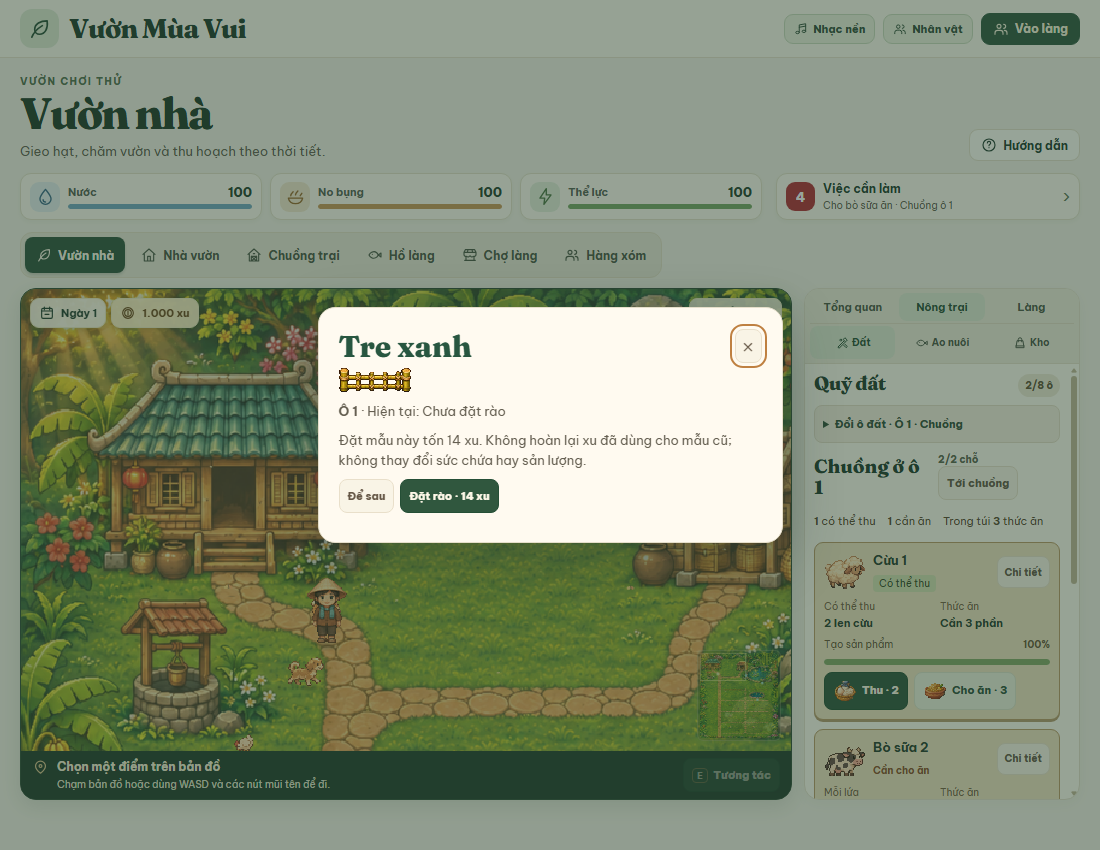 Vườn Mùa Vui
Nhạc nền
Nhân vật
Vào làng
VƯỜN CHƠI THỬ
Vườn nhà
Gieo hạt, chăm vườn và thu hoạch theo thời tiết.
Hướng dẫn
Nước 100
No bụng 100
Thể lực 100
4
Việc cần làm
Cho bò sữa ăn · Chuồng ô 1
Vườn nhà
Nhà vườn
Chuồng trại
Hồ làng
Chợ làng
Hàng xóm
Ngày 1
1.000 xu
Tre xanh
Ô 1 · Hiện tại: Chưa đặt rào
Đặt mẫu này tốn 14 xu. Không hoàn lại xu đã dùng cho mẫu cũ;
không thay đổi sức chứa hay sản lượng.
Để sau
Đặt rào · 14 xu
Chọn một điểm trên bản đồ
Chạm bản đồ hoặc dùng WASD và các nút mũi tên để đi.
E Tương tác
Tổng quan
Nông trại
Làng
Đất
Ao nuôi
Kho
Quỹ đất
2/8 ô
Đổi ô đất · Ô 1 · Chuồng
Chuồng ở ô
1
2/2 chỗ
Tới chuồng
1 có thể thu
1 cần ăn
Trong túi 3 thức ăn
Cừu 1
Có thể thu
Chi tiết
Có thể thu
2 len cừu
Thức ăn
Cần 3 phần
Tạo sản phẩm 100%
Thu · 2
Cho ăn · 3
Bò sữa 2
Cần cho ăn
Chi tiết
Mỗi lứa
Thức ăn